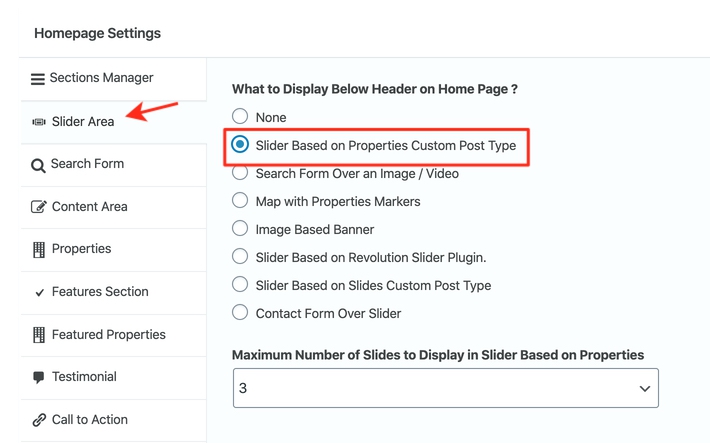 Homepage Settings
Sections Manager
Slider Area
Search Form
Content Area
Properties
Features Section
Featured Properties
Testimonial
Call to Action
What to Display Below Header on Home Page ?
None
Slider Based on Properties Custom Post Type
Search Form Over an Image / Video
Map with Properties Markers
Image Based Banner
Slider Based on Revolution Slider Plugin.
Slider Based on Slides Custom Post Type
Contact Form Over Slider
Maximum Number of Slides to Display in Slider Based on Properties
3